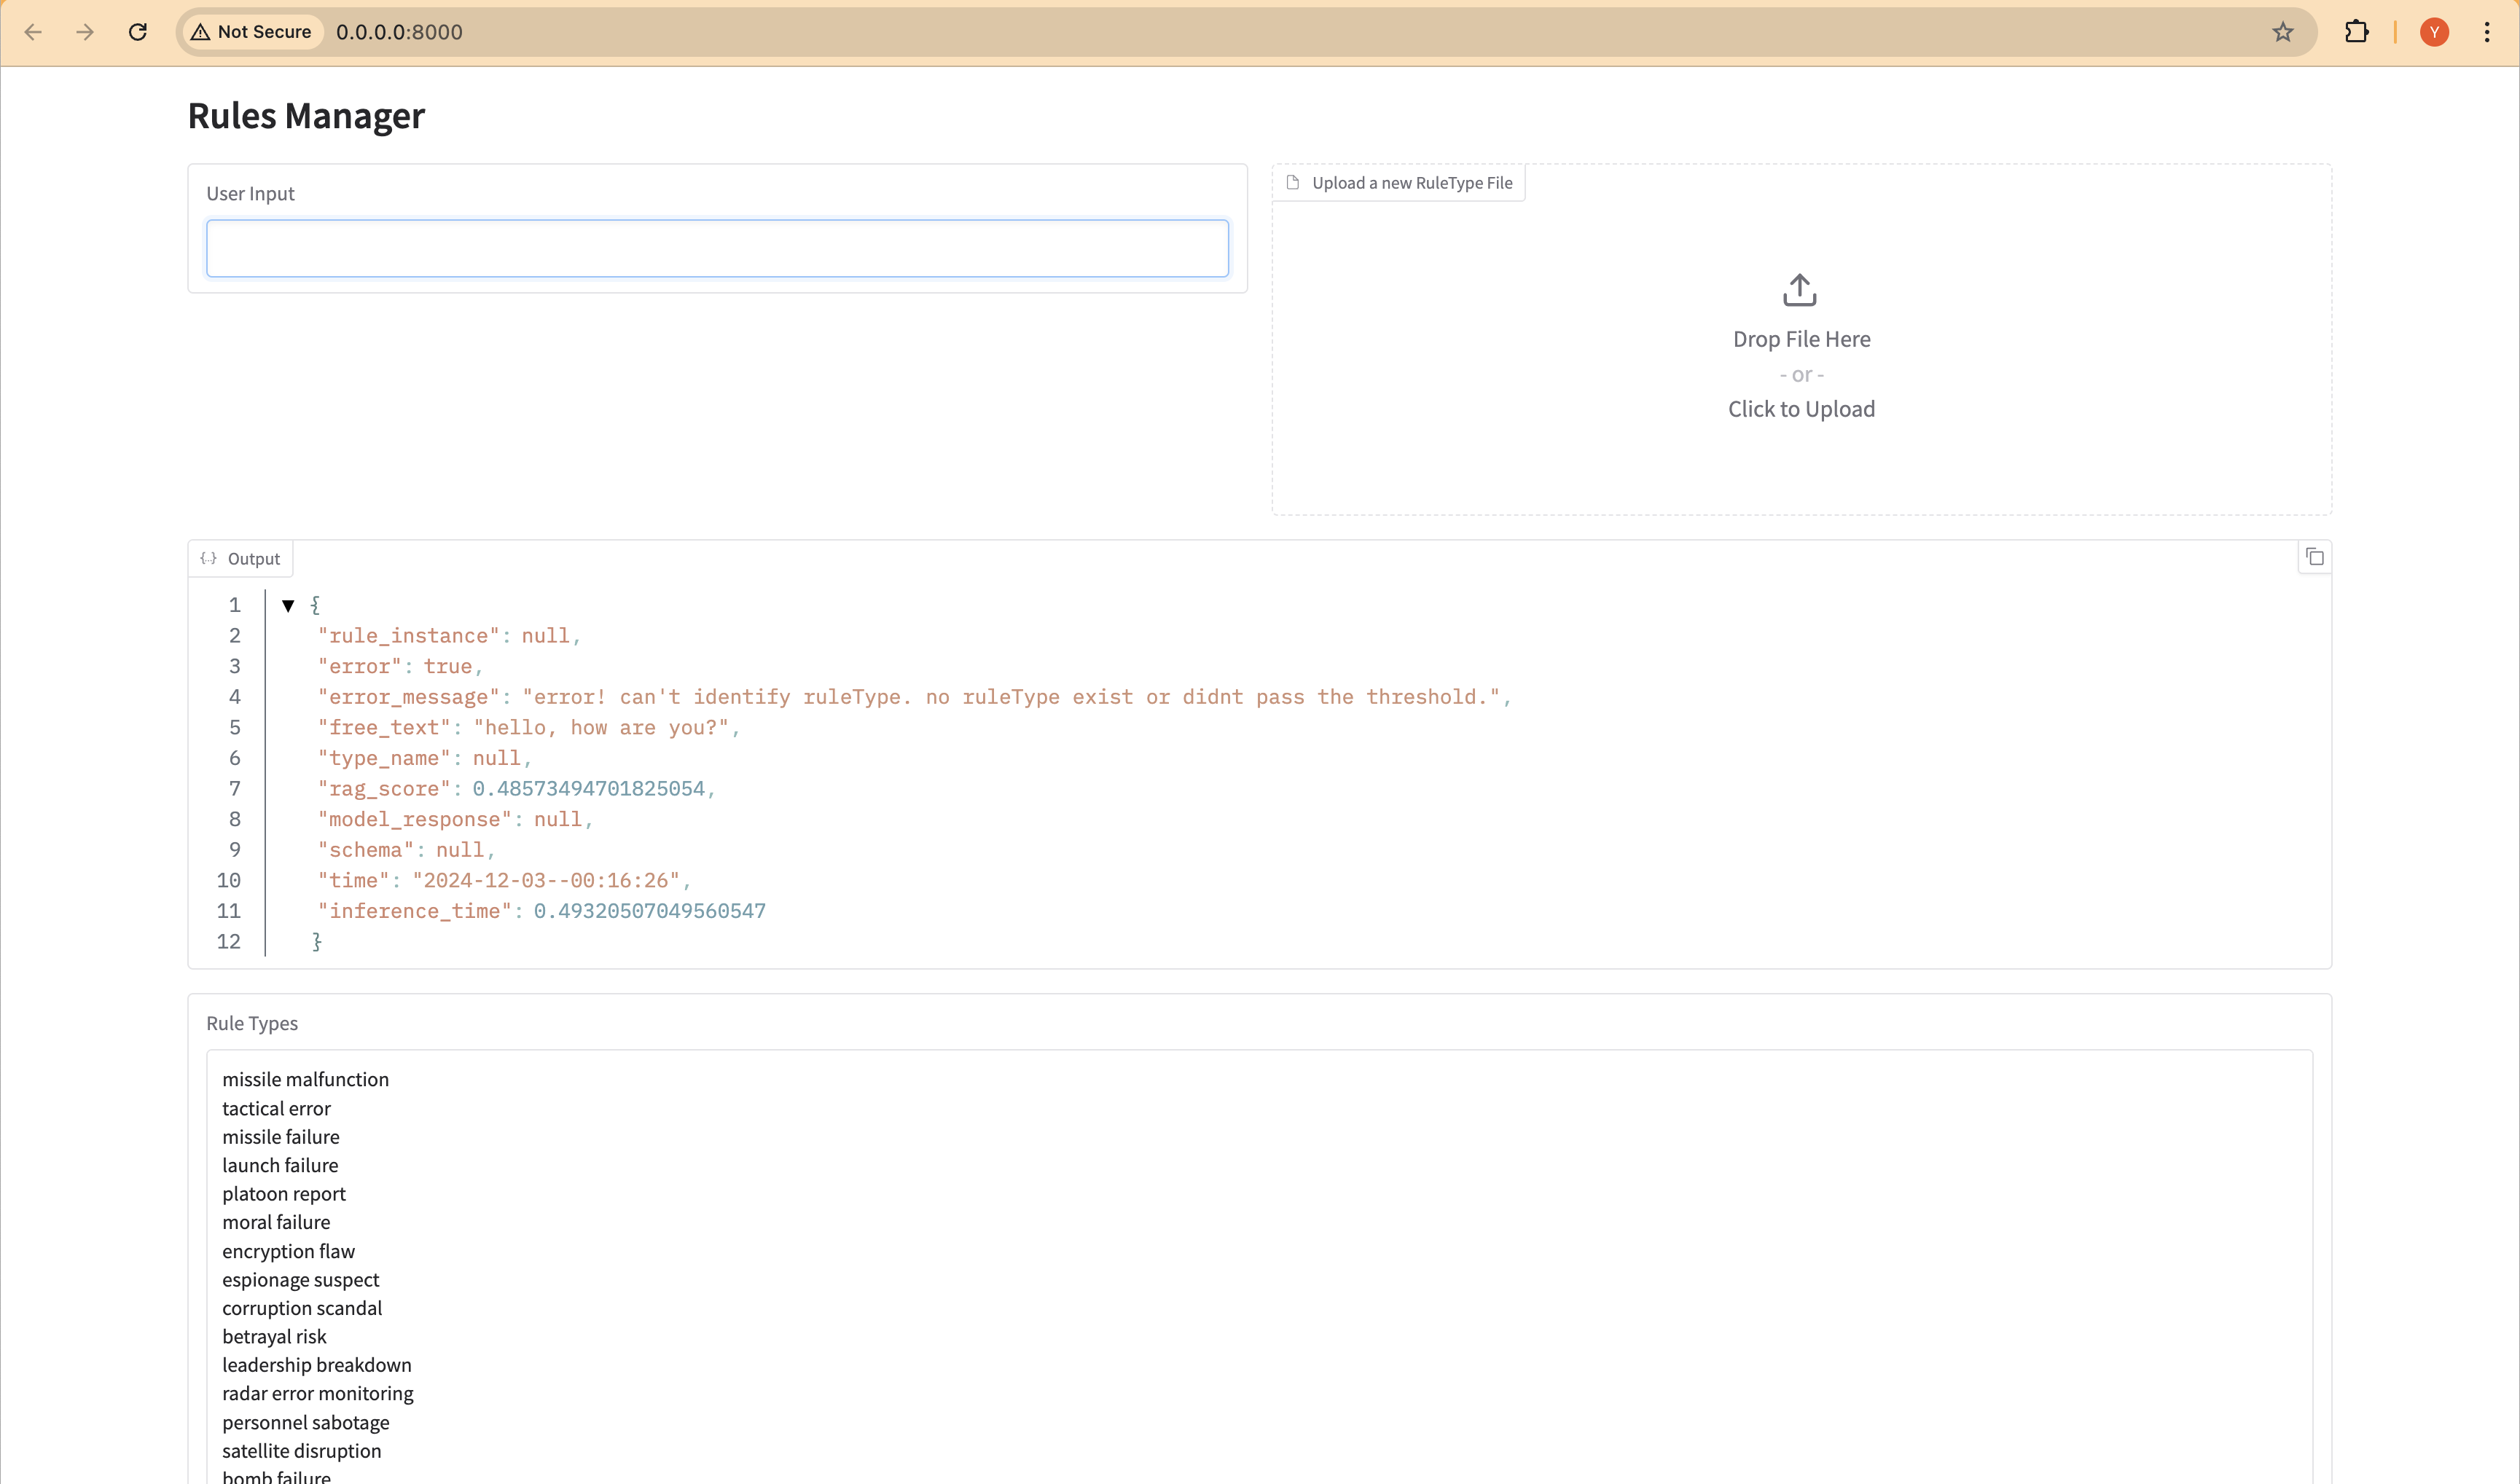 Not Secure 0.0.0.0:8000
Y
Rules Manager
User Input
Upload a new RuleType File
Drop File Here
- or -
Click to Upload
{..} Output
1 ▼ {
2 "rule_instance": null,
3 "error": true,
4 "error_message": "error! can't identify ruleType. no ruleType exist or didnt pass the threshold.",
5 "free_text": "hello, how are you?",
6 "type_name": null,
7 "rag_score": 0.48573494701825054,
8 "model_response": null,
9 "schema": null,
10 "time": "2024-12-03--00:16:26",
11 "inference_time": 0.49320507049560547
12 }
Rule Types
missile malfunction
tactical error
missile failure
launch failure
platoon report
moral failure
encryption flaw
espionage suspect
corruption scandal
betrayal risk
leadership breakdown
radar error monitoring
personnel sabotage
satellite disruption
bomb failure